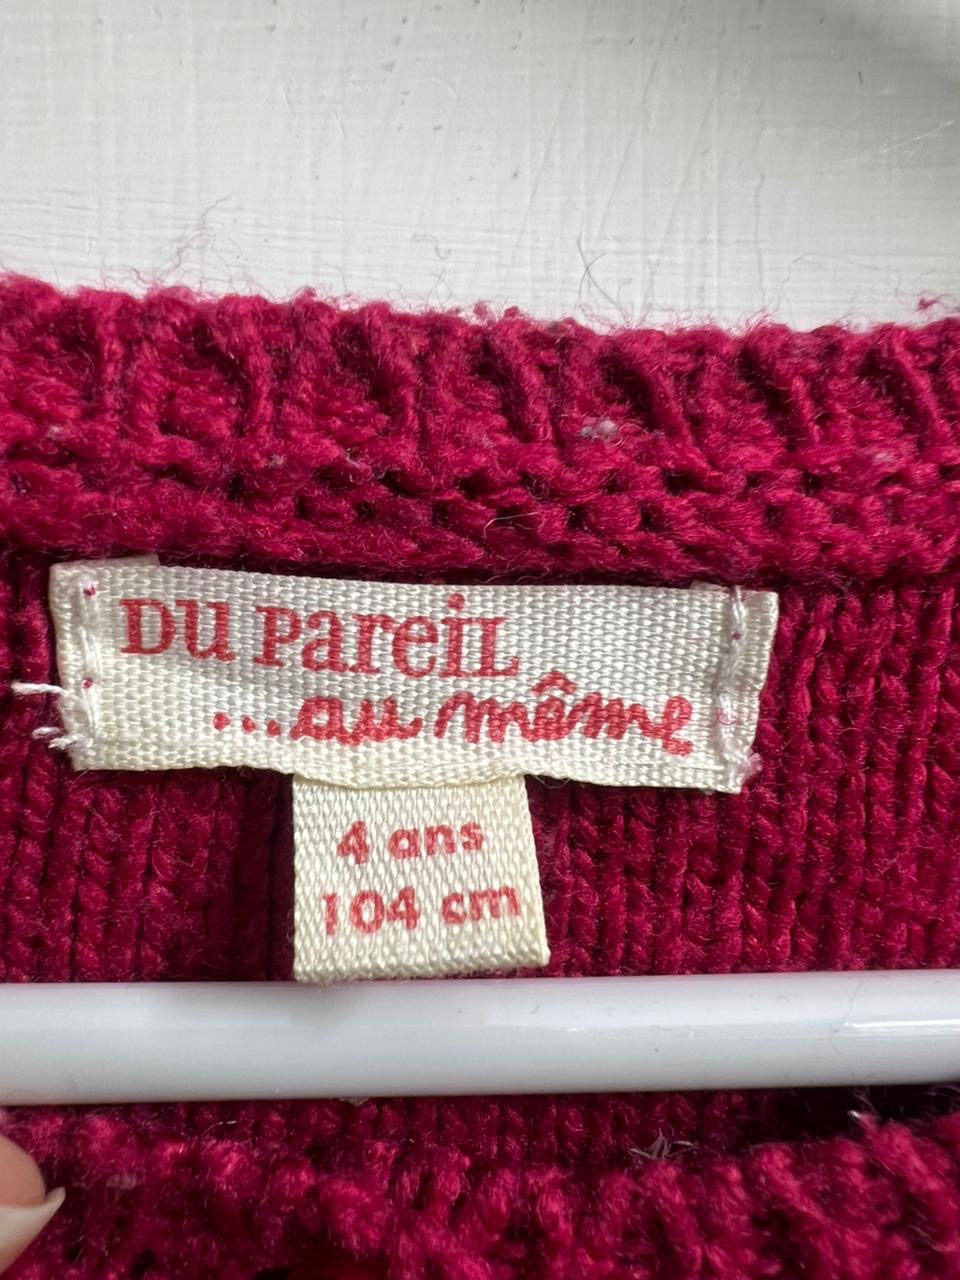 DU PareiL
...au même
4 ans
104 cm